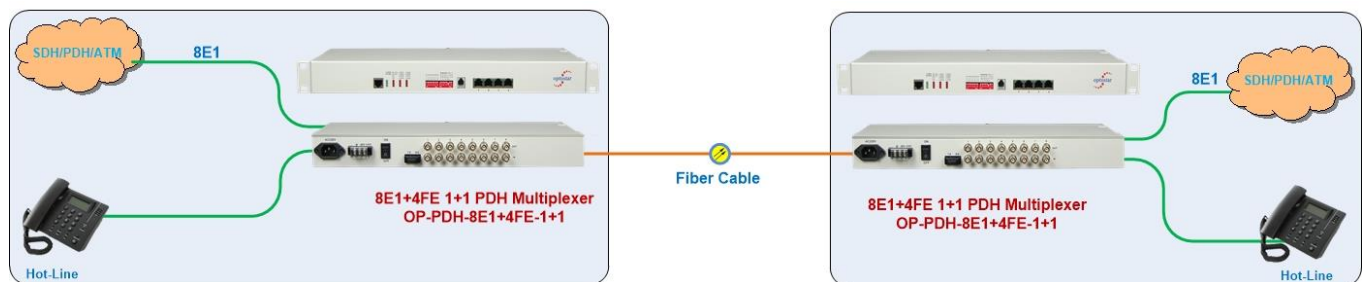 SDH/PDH/ATM
8E1
optostar
8E1+4FE 1+1 PDH Multiplexer
OP-PDH-8E1+4FE-1+1
Hot-Line
Fiber Cable
optostar
8E1
SDH/PDH/ATM
8E1+4FE 1+1 PDH Multiplexer
OP-PDH-8E1+4FE-1+1
Hot-Line